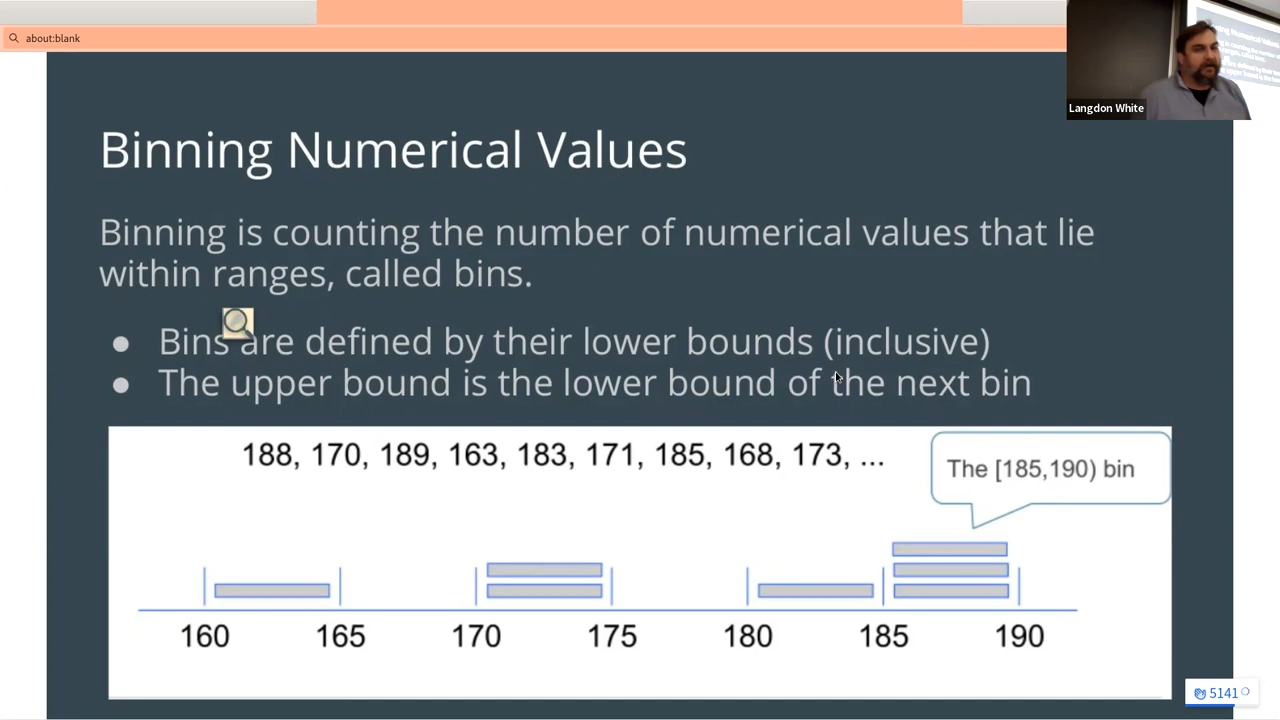 about:blank
Langdon White
Binning Numerical Values
Binning is counting the number of numerical values that lie
within ranges, called bins.
● Bins are defined by their lower bounds (inclusive)
● The upper bound is the lower bound of the next bin
188, 170, 189, 163, 183, 171, 185, 168, 173, ...
The [185,190) bin
160 165 170 175 180 185 190
5141